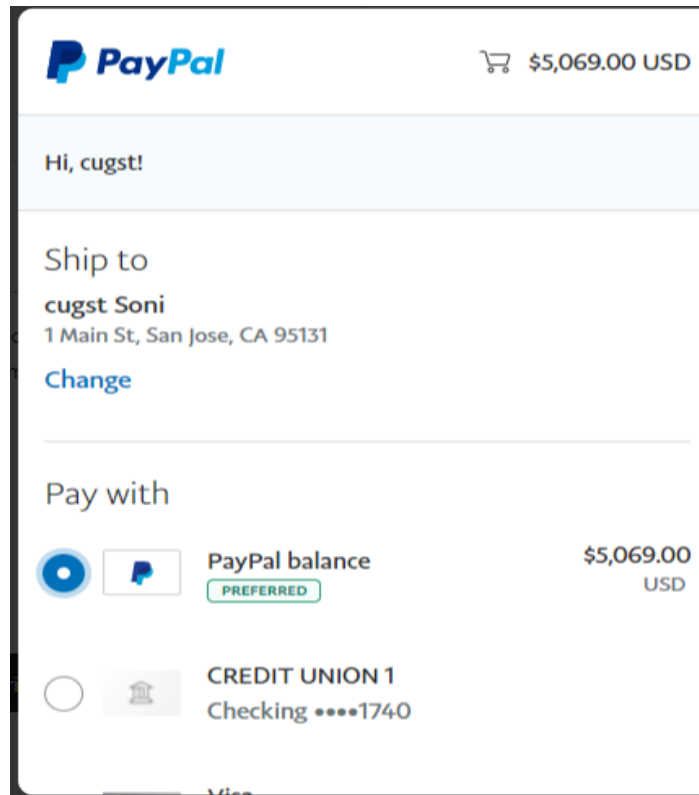 PayPal
$5,069.00 USD
Hi, cugst!
Ship to
cugst Soni
1 Main St, San Jose, CA 95131
Change
Pay with
PayPal balance
$5,069.00
PREFERRED
USD
CREDIT UNION 1
Checking ••••1740
Visa